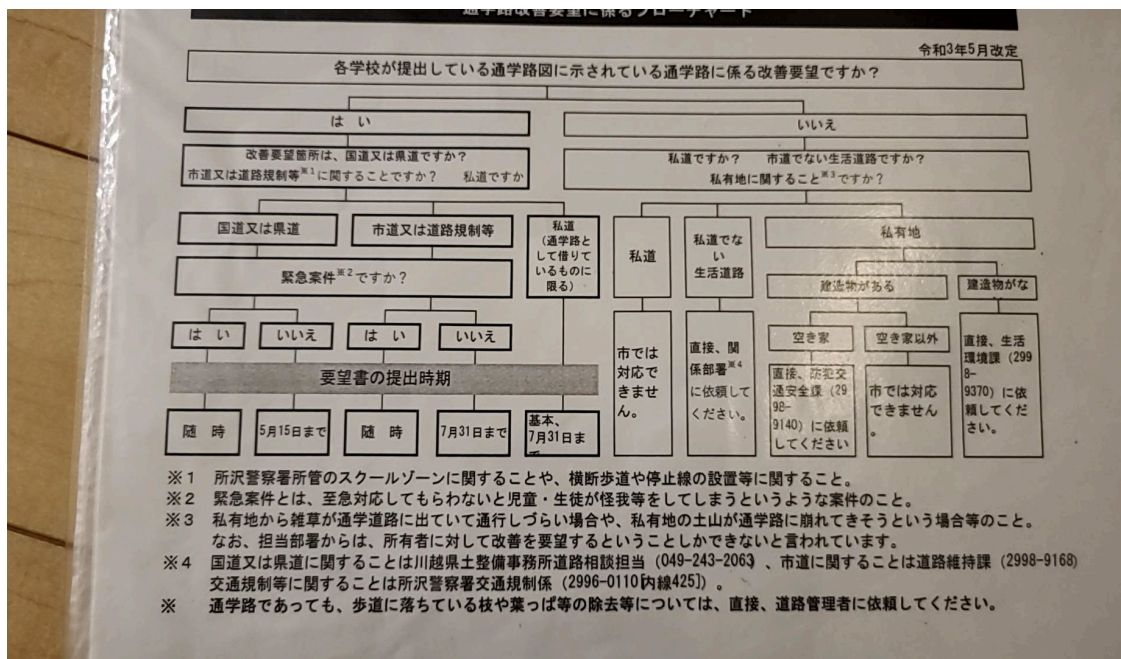 通学路改善要望に係るフローチャート
令和3年5月改定
各学校が提出している通学路図に示されている通学路に係る改善要望ですか？
は い
いいえ
改善要望箇所は、国道又は県道ですか？
市道又は道路規制等※1に関することですか？ 私道ですか
私道ですか？ 市道でない生活道路ですか？
私有地に関すること※3ですか？
国道又は県道
市道又は道路規制等
私道
（通学路と
して借りて
いるものに
限る）
私道
私道でな
い
生活道路
私有地
緊急案件※2ですか？
建造物がある
建造物がな
は い
いいえ
は い
いいえ
空き家
空き家以外
要望書の提出時期
随 時
5月15日まで
随 時
7月31日まで
基本、
7月31日ま
で
市では
対応で
きませ
ん。
直接、関
係部署※4
に依頼して
ください。
直接、防犯交
通安全課（29
98-
9140）に依頼
してください
市では対応
できません
。
直接、生活
環境課（299
8-
9370）に依
頼してくだ
さい。
※1 所沢警察署所管のスクールゾーンに関することや、横断歩道や停止線の設置等に関すること。
※2 緊急案件とは、至急対応してもらわないと児童・生徒が怪我等をしてしまうというような案件のこと。
※3 私有地から雑草が通学道路に出ていて通行しづらい場合や、私有地の土山が通学路に崩れてきそうという場合等のこと。
なお、担当部署からは、所有者に対して改善を要望するということしかできないと言われています。
※4 国道又は県道に関することは川越県土整備事務所道路相談担当（049-243-2063）、市道に関することは道路維持課（2998-9168）
交通規制等に関することは所沢警察署交通規制係（2996-0110[内線425]）。
※ 通学路であっても、歩道に落ちている枝や葉っぱ等の除去等については、直接、道路管理者に依頼してください。